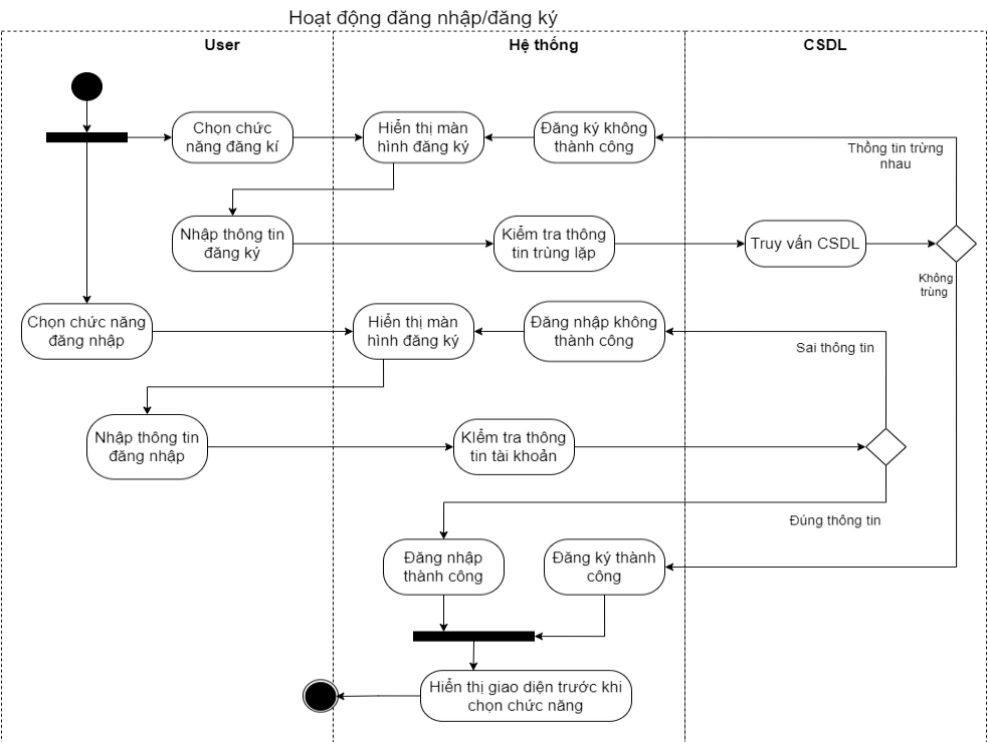 Hoạt động đăng nhập/đăng ký
User
Hệ thống
CSDL
Chọn chức
năng đăng kí
Hiển thị màn
hình đăng ký
Đăng ký không
thành công
Thồng tin trừng
nhau
Nhập thông tin
đăng ký
Kiểm tra thông
tin trùng lặp
Truy vấn CSDL
Không
trùng
Chọn chức năng
đăng nhập
Hiển thị màn
hình đăng ký
Đăng nhập không
thành công
Sai thông tin
Nhập thông tin
đăng nhập
KIểm tra thông
tin tài khoản
Đúng thông tin
Đăng nhập
thành công
Đăng ký thành
công
Hiển thị giao diện trước khi
chọn chức năng